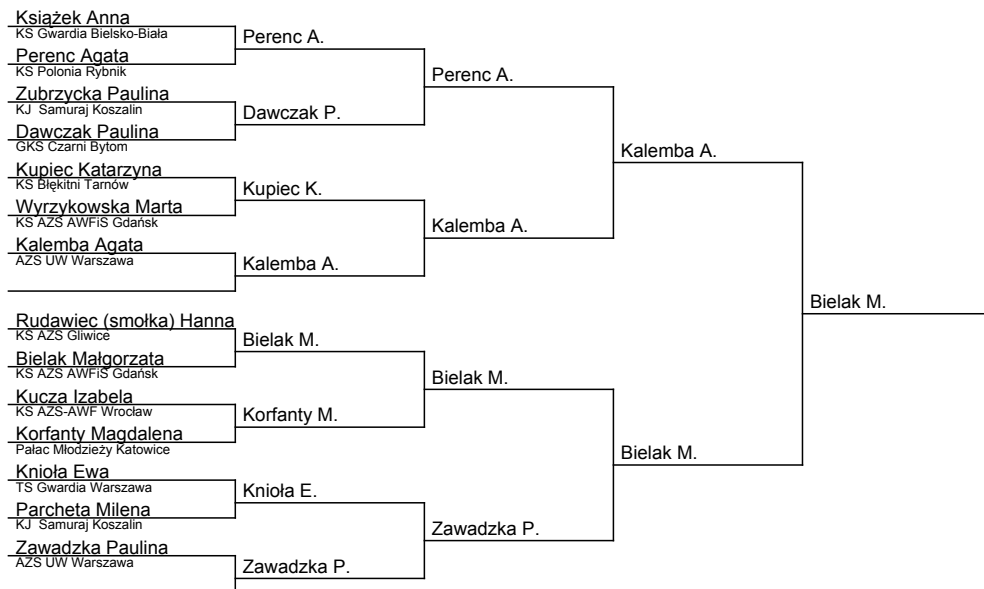 Książek Anna
KS Gwardia Bielsko-Biała
Perenc A.
Perenc Agata
KS Polonia Rybnik
Perenc A.
Zubrzycka Paulina
KJ Samuraj Koszalin
Dawczak P.
Dawczak Paulina
GKS Czarni Bytom
Kalemba A.
Kupiec Katarzyna
KS Błękitni Tarnów
Kupiec K.
Wyrzykowska Marta
KS AZS AWFiS Gdańsk
Kalemba A.
Kalemba Agata
AZS UW Warszawa
Kalemba A.
Bielak M.
Rudawiec (smołka) Hanna
KS AZS Gliwice
Bielak M.
Bielak Małgorzata
KS AZS AWFiS Gdańsk
Bielak M.
Kucza Izabela
KS AZS-AWF Wrocław
Korfanty M.
Korfanty Magdalena
Pałac Młodzieży Katowice
Bielak M.
Knioła Ewa
TS Gwardia Warszawa
Knioła E.
Parcheta Milena
KJ Samuraj Koszalin
Zawadzka P.
Zawadzka Paulina
AZS UW Warszawa
Zawadzka P.